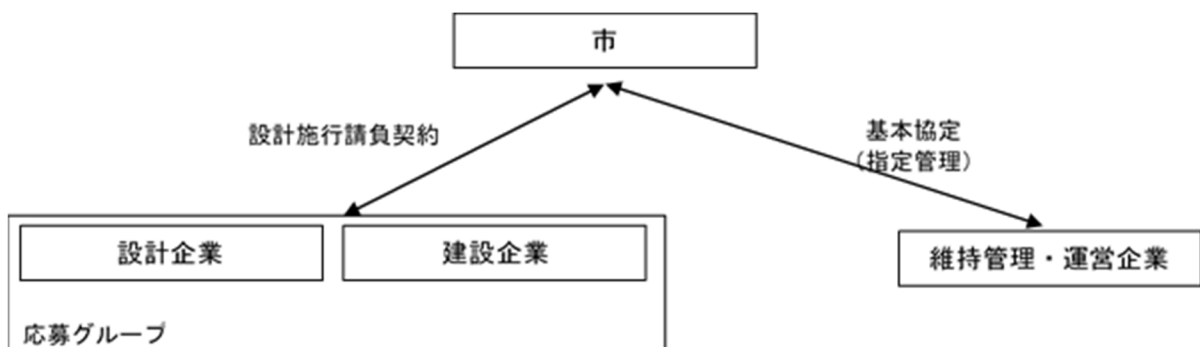 市
設計施行請負契約
基本協定
（指定管理）
設計企業
建設企業
維持管理・運営企業
応募グループ